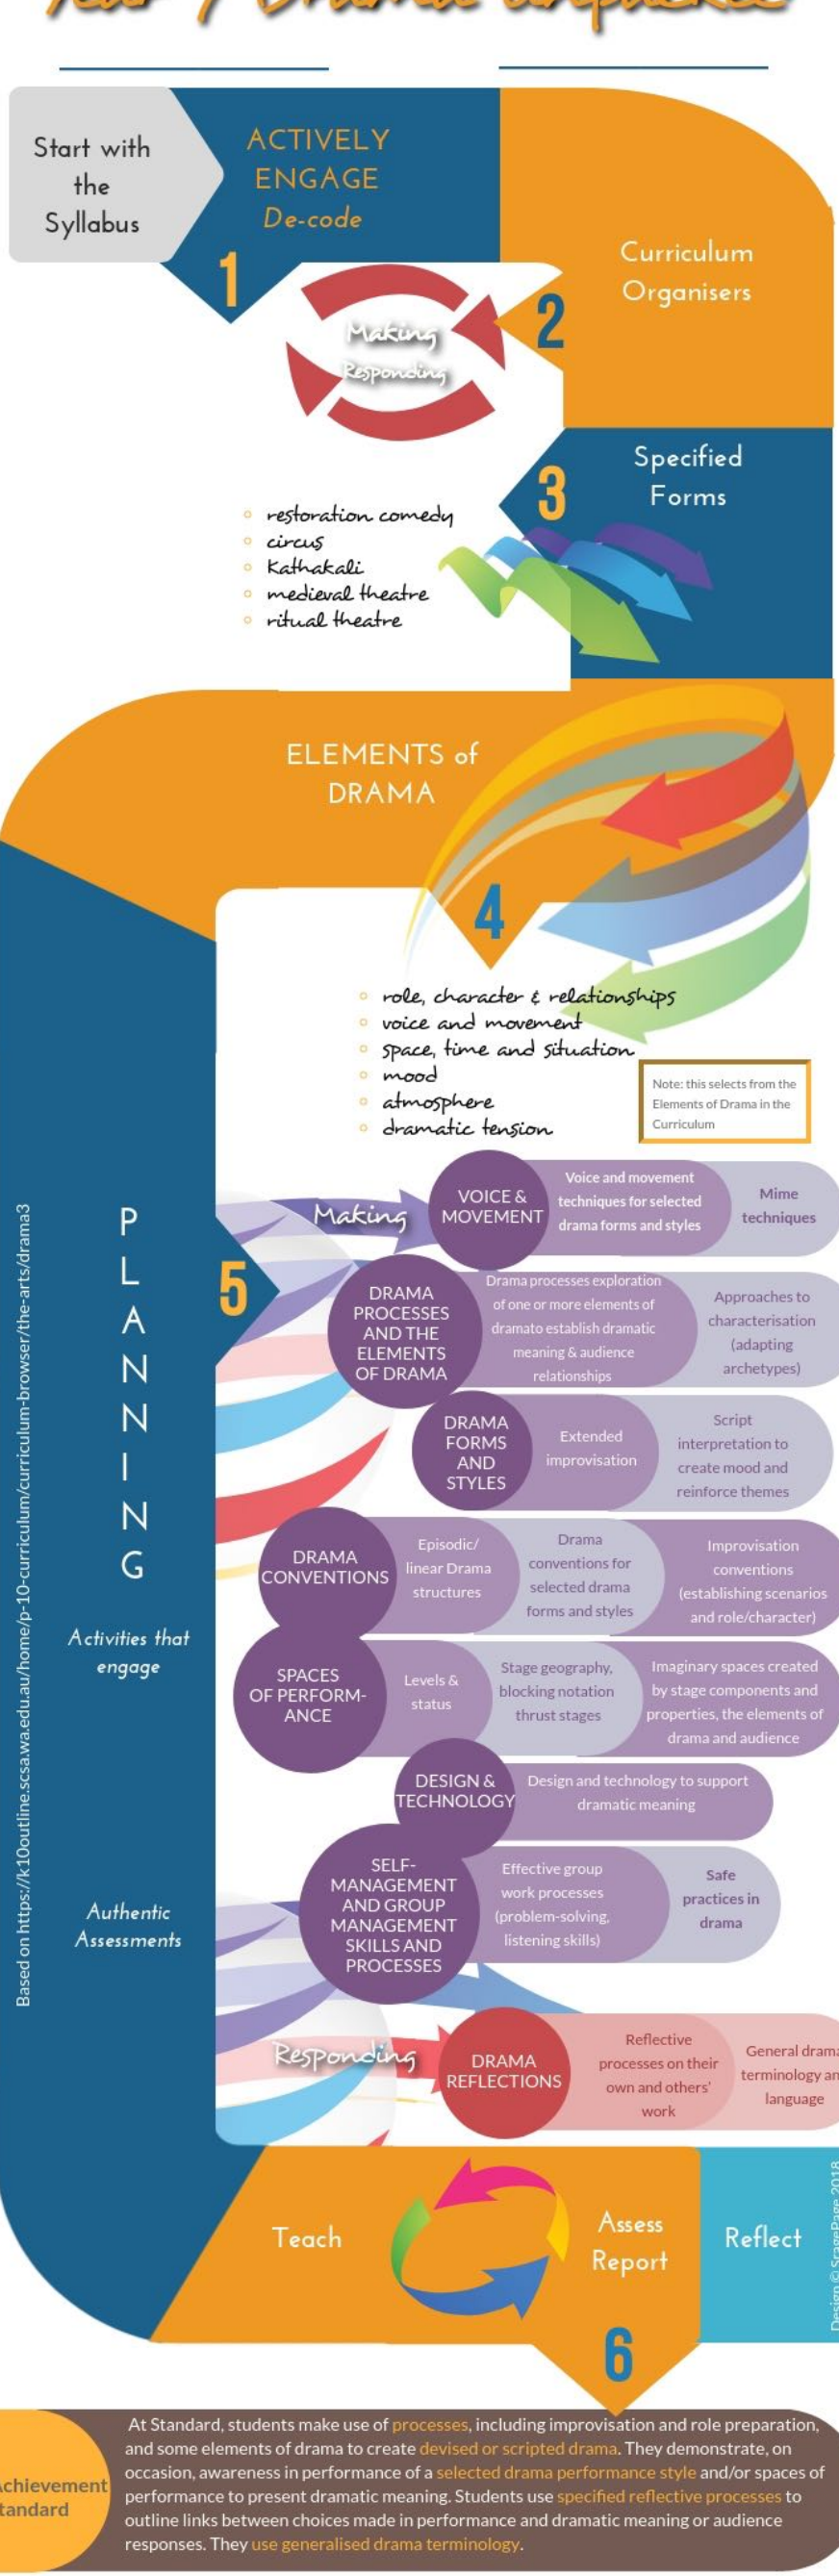 Start with
the
Syllabus
ACTIVELY
ENGAGE
De-code
1
Curriculum
Organisers
2
Making
Responding
Specified
Forms
3
restoration comedy
circus
Kathakali
medieval theatre
ritual theatre
ELEMENTS of
DRAMA
4
role, character & relationships
voice and movement
space, time and situation
mood
atmosphere
dramatic tension
Note: this selects from the
Elements of Drama in the
Curriculum
Based on https://k10outline.scsa.wa.edu.au/home/p-10-curriculum/curriculum-browser/the-arts/drama3
PLANNING
5
Activities that
engage
Authentic
Assessments
Making
VOICE &
MOVEMENT
Voice and movement
techniques for selected
drama forms and styles
Mime
techniques
DRAMA
PROCESSES
AND THE
ELEMENTS
OF DRAMA
Drama processes exploration
of one or more elements of
dramato establish dramatic
meaning & audience
relationships
Approaches to
characterisation
(adapting
archetypes)
DRAMA
FORMS
AND
STYLES
Extended
improvisation
Script
interpretation to
create mood and
reinforce themes
DRAMA
CONVENTIONS
Episodic/
linear Drama
structures
Drama
conventions for
selected drama
forms and styles
Improvisation
conventions
(establishing scenarios
and role/character)
SPACES
OF PERFORM-
ANCE
Levels &
status
Stage geography,
blocking notation
thrust stages
Imaginary spaces created
by stage components and
properties, the elements of
drama and audience
DESIGN &
TECHNOLOGY
Design and technology to support
dramatic meaning
SELF-
MANAGEMENT
AND GROUP
MANAGEMENT
SKILLS AND
PROCESSES
Effective group
work processes
(problem-solving,
listening skills)
Safe
practices in
drama
Responding
DRAMA
REFLECTIONS
Reflective
processes on their
own and others'
work
General drama
terminology an
language
Teach
Assess
Report
Reflect
Design © StagePage 2018
6
chievement
tandard
At Standard, students make use of processes, including improvisation and role preparation,
and some elements of drama to create devised or scripted drama. They demonstrate, on
occasion, awareness in performance of a selected drama performance style and/or spaces of
performance to present dramatic meaning. Students use specified reflective processes to
outline links between choices made in performance and dramatic meaning or audience
responses. They use generalised drama terminology.